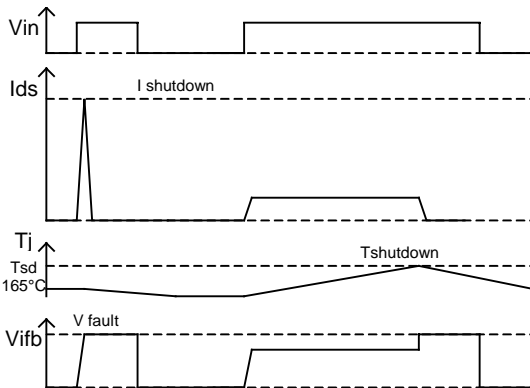 Vin
Ids
I shutdown
Tj
Tsd
165°C
Tshutdown
V fault
Vifb